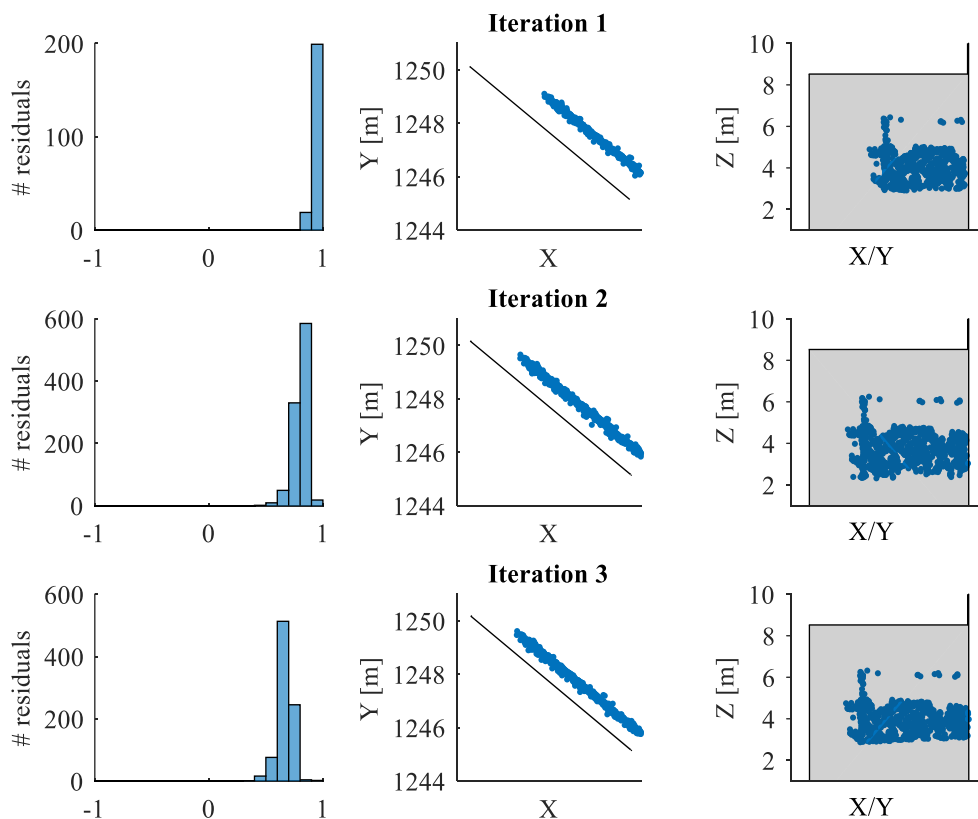 Iteration 1
200
100
0
# residuals
-1 0 1
1250
1248
1246
1244
Y [m]
X
10
8
6
4
2
Z [m]
X/Y
Iteration 2
600
400
200
0
# residuals
-1 0 1
1250
1248
1246
1244
Y [m]
X
10
8
6
4
2
Z [m]
X/Y
Iteration 3
600
400
200
0
# residuals
-1 0 1
1250
1248
1246
1244
Y [m]
X
10
8
6
4
2
Z [m]
X/Y